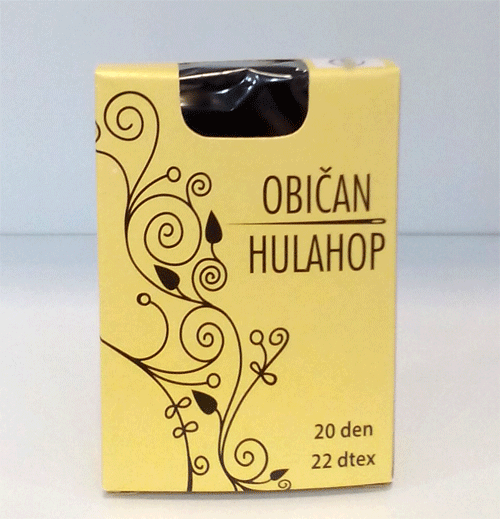 OBIČAN
HULAHOP
20 den
22 dtex